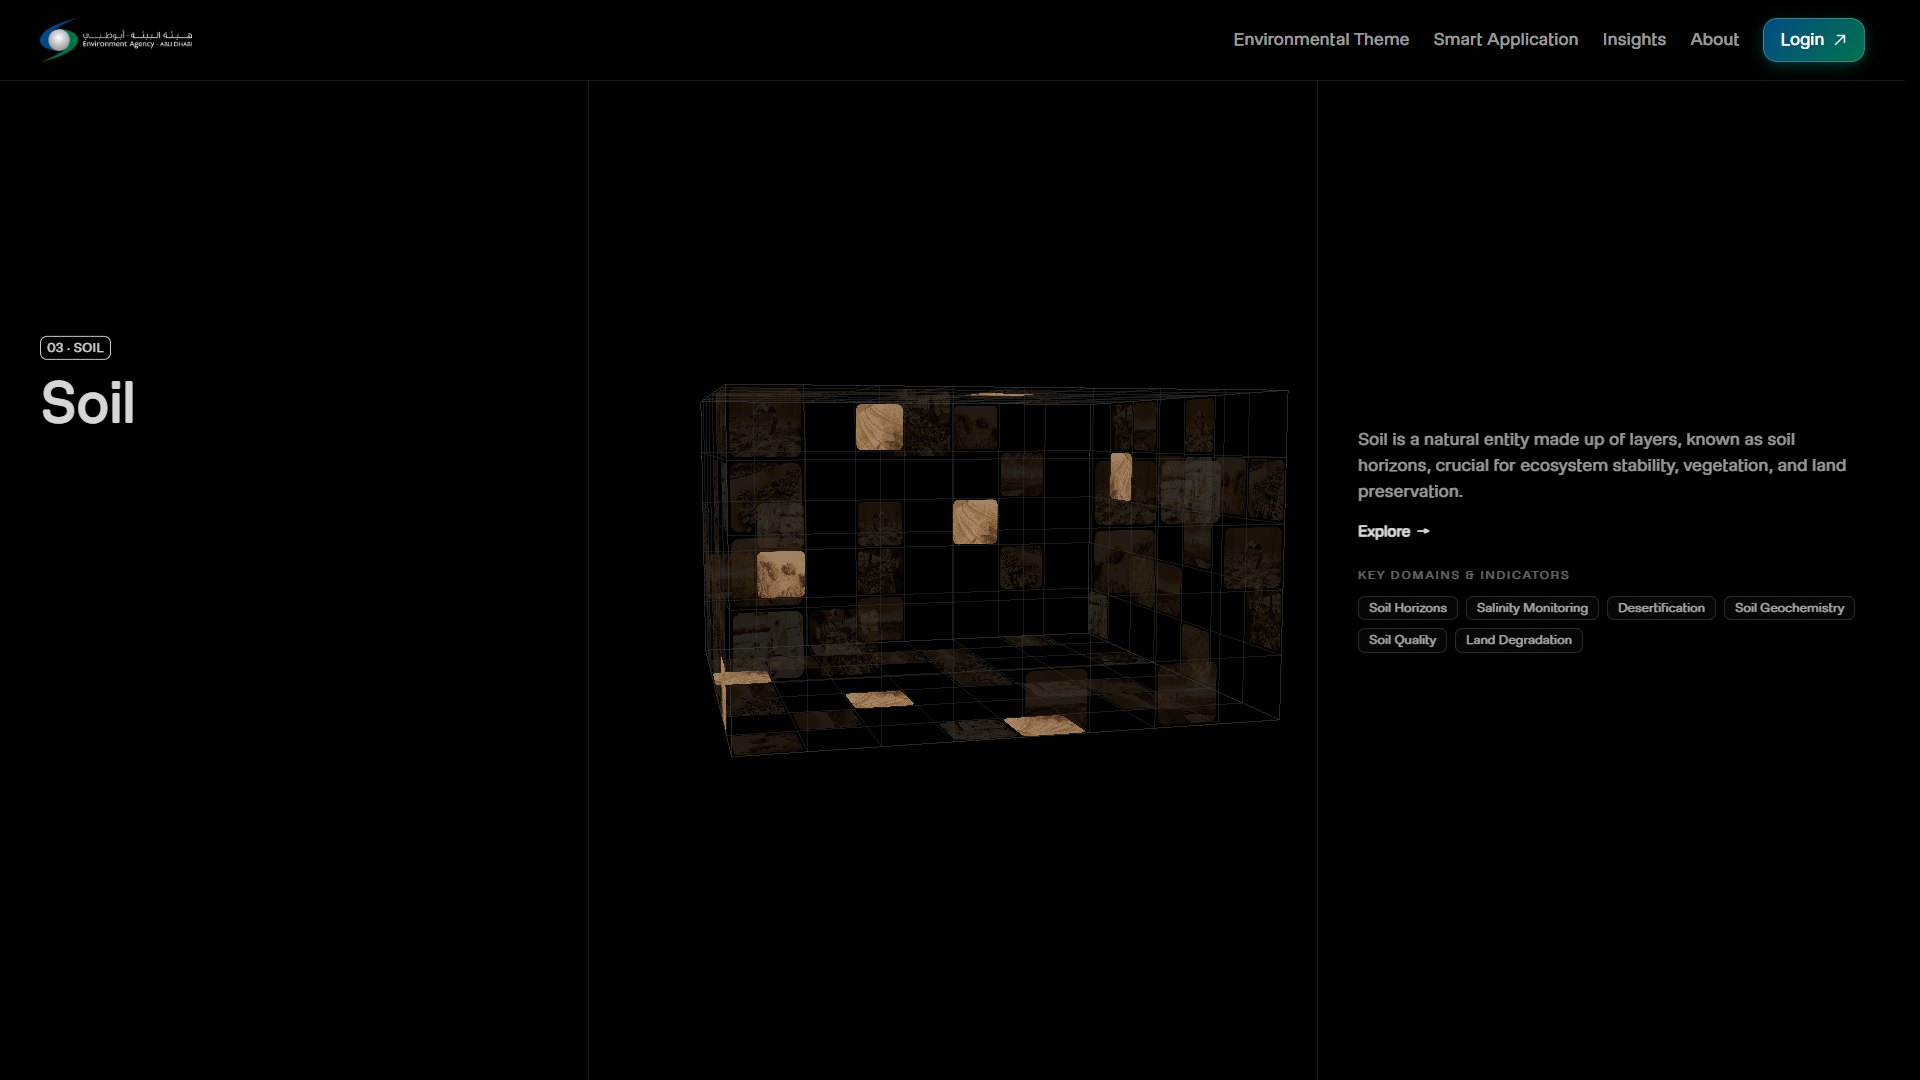 هيئة البيئة - أبوظبي
Environment Agency - ABU DHABI
Environmental Theme
Smart Application
Insights
About
Login
03 · SOIL
Soil
Soil is a natural entity made up of layers, known as soil
horizons, crucial for ecosystem stability, vegetation, and land
preservation.
Explore →
KEY DOMAINS & INDICATORS
Soil Horizons
Salinity Monitoring
Desertification
Soil Geochemistry
Soil Quality
Land Degradation